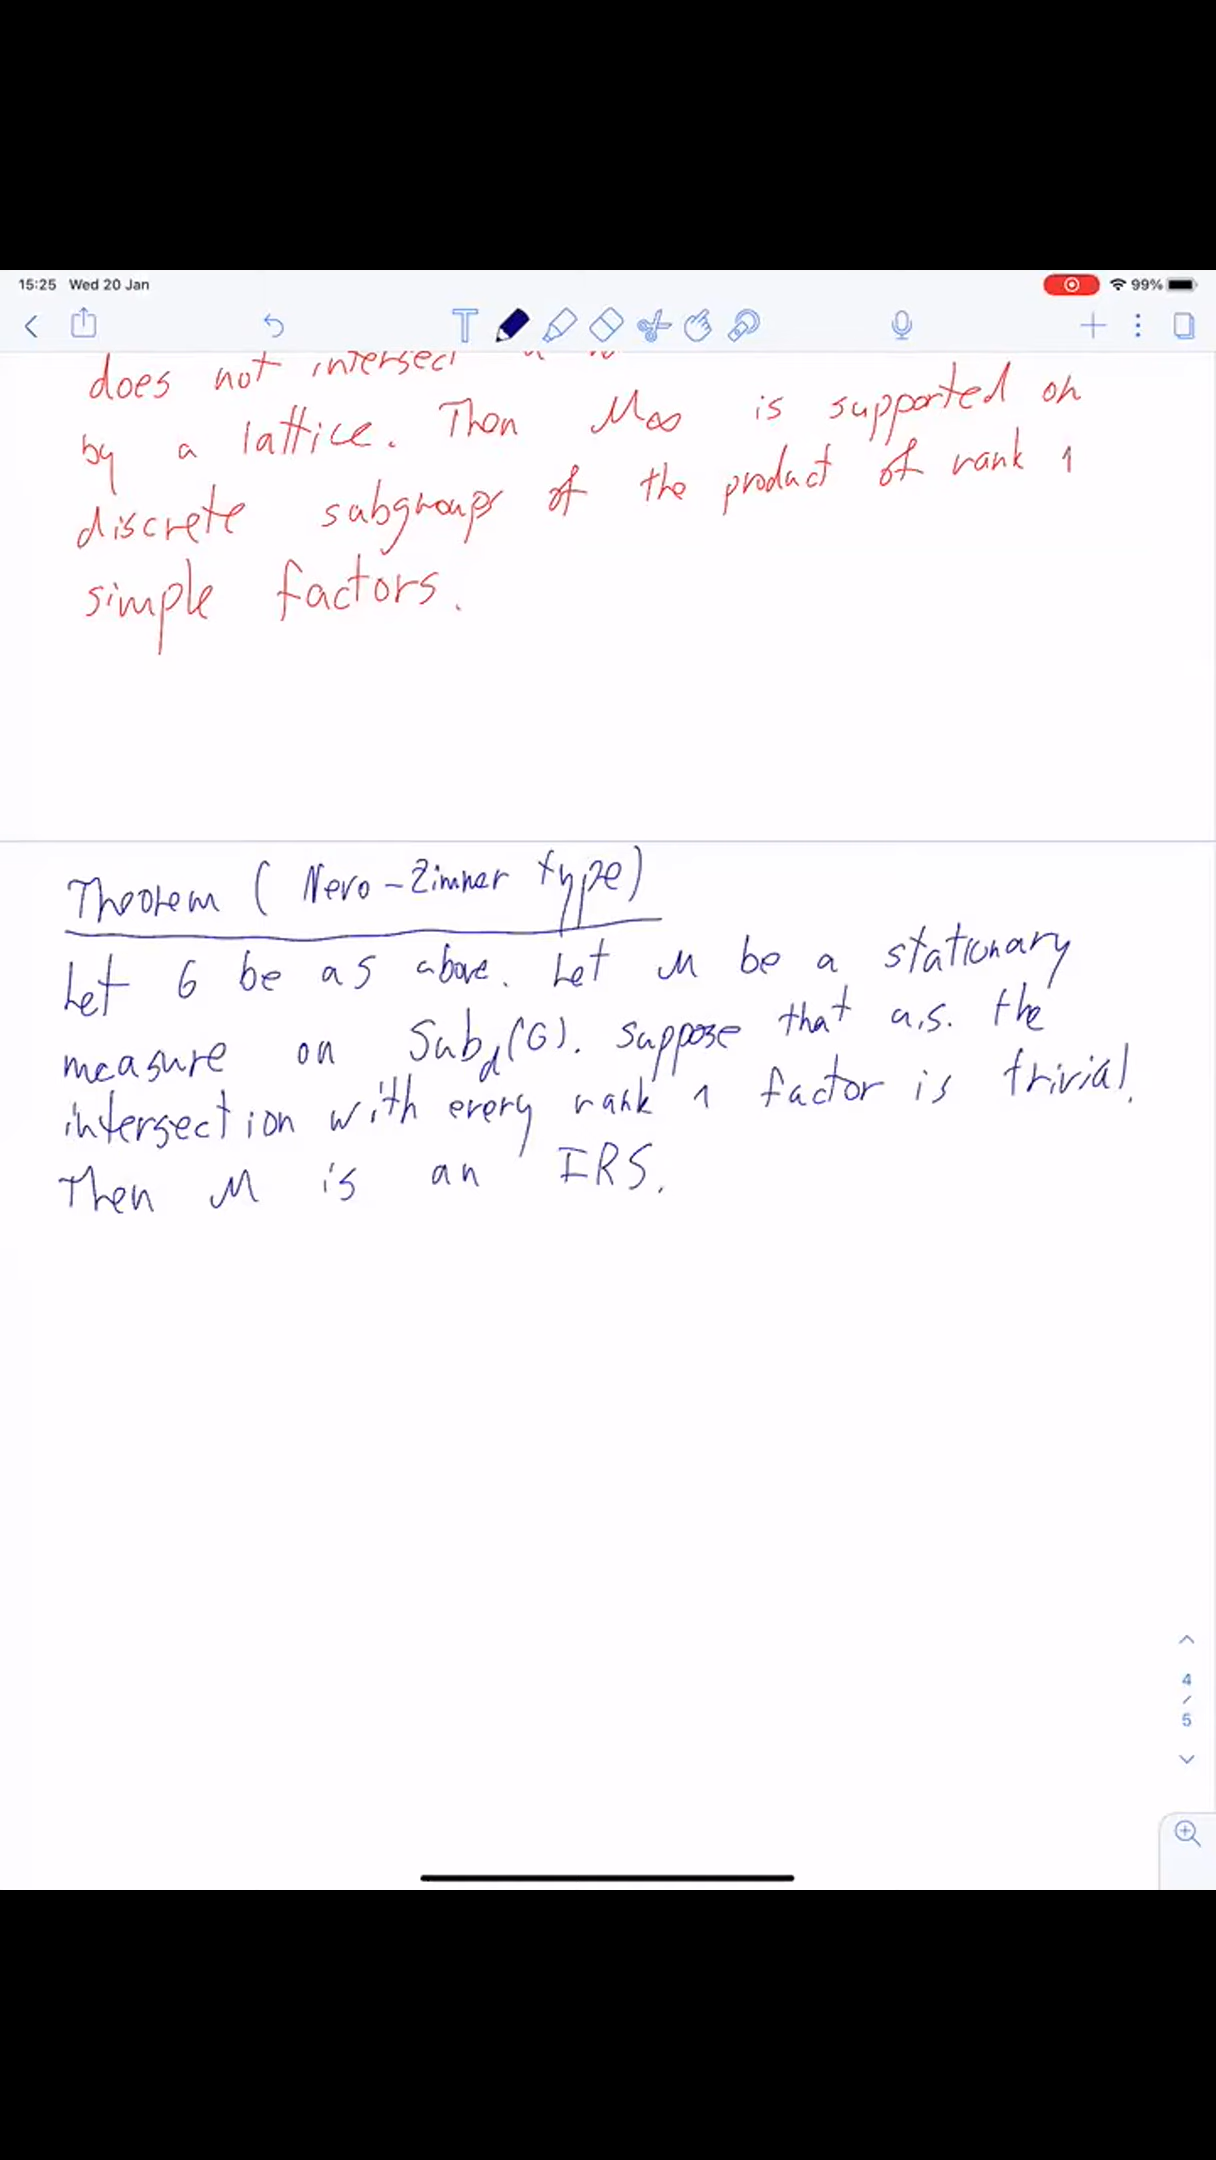 15:25 Wed 20 Jan
99%
T
does not intersect
by a lattice. Then M∞ is supported on
discrete subgroups of the product of rank 1
simple factors.
Theorem ( Nevo-Zimmer type)
Let G be as above. Let M be a stationary
measure on Sub_d(G). Suppose that a.s. the
intersection with every rank 1 factor is trivial.
Then M is an IRS.
4
/
5